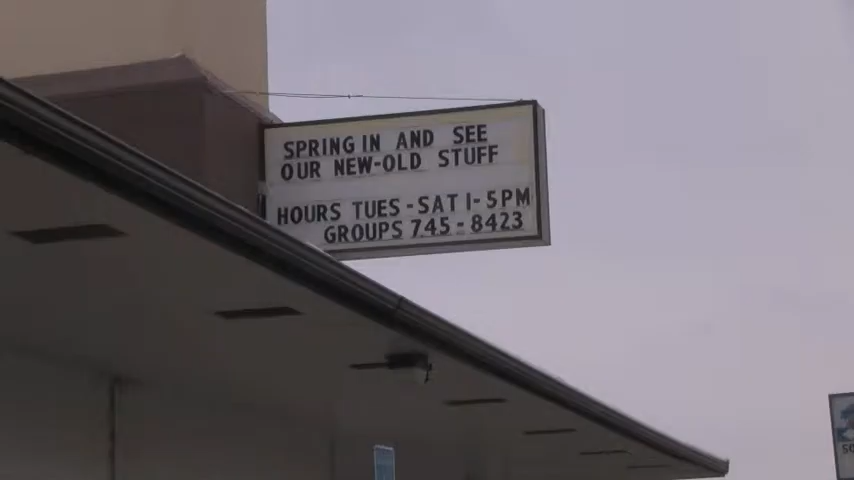 SPRING IN AND SEE
OUR NEW-OLD STUFF
HOURS TUES-SAT 1-5PM
GROUPS 745-8423